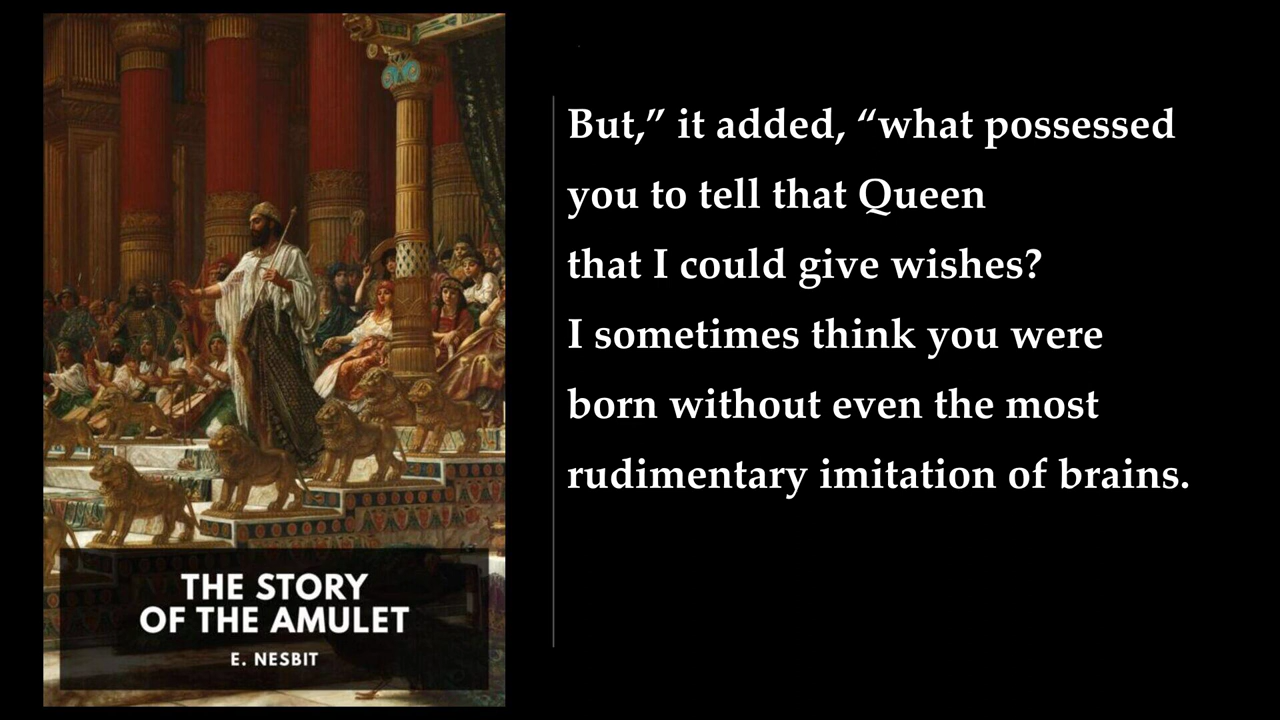 But,” it added, “what possessed
you to tell that Queen
that I could give wishes?
I sometimes think you were
born without even the most
rudimentary imitation of brains.
THE STORY
OF THE AMULET
E. NESBIT